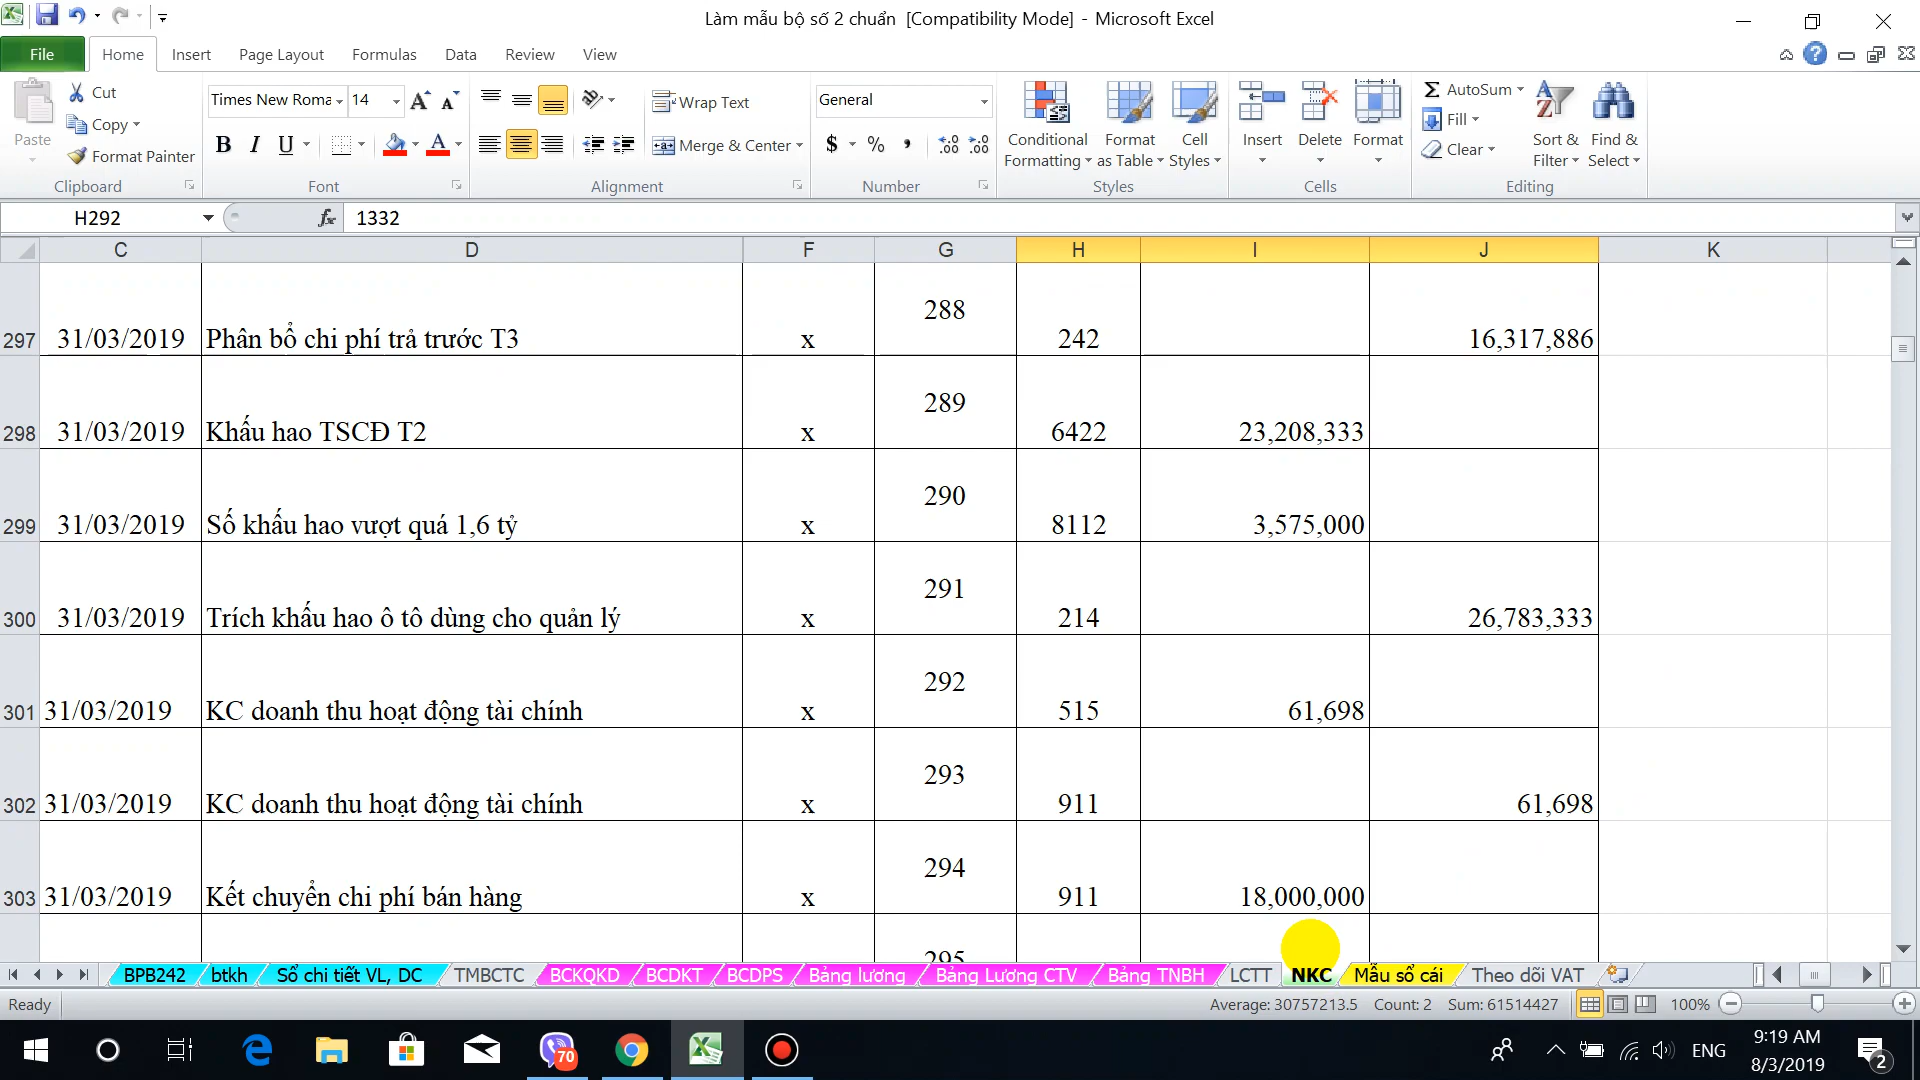 Làm mẫu bộ số 2 chuẩn [Compatibility Mode] - Microsoft Excel
File Home Insert Page Layout Formulas Data Review View
Paste Cut Copy Format Painter Clipboard
Times New Roma 14 B I U A A A Font
Wrap Text Merge & Center Alignment
General $ % , .0 .00 .00 .0 Number
Conditional Formatting Format as Table Cell Styles Styles
Insert Delete Format Cells
Σ AutoSum Fill Clear Sort & Filter Find & Select Editing
H292 fx 1332
C D F G H I J K
297 31/03/2019 Phân bổ chi phí trả trước T3 x 288 242 16,317,886
298 31/03/2019 Khấu hao TSCĐ T2 x 289 6422 23,208,333
299 31/03/2019 Số khấu hao vượt quá 1,6 tỷ x 290 8112 3,575,000
300 31/03/2019 Trích khấu hao ô tô dùng cho quản lý x 291 214 26,783,333
301 31/03/2019 KC doanh thu hoạt động tài chính x 292 515 61,698
302 31/03/2019 KC doanh thu hoạt động tài chính x 293 911 61,698
303 31/03/2019 Kết chuyển chi phí bán hàng x 294 911 18,000,000
295
BPB242 btkh Sổ chi tiết VL, DC TMBCTC BCKQKD BCDKT BCDPS Bảng lương Bảng Lương CTV Bảng TNBH LCTT NKC Mẫu sổ cái Theo dõi VAT
Ready Average: 30757213.5 Count: 2 Sum: 61514427 100%
70 ENG 9:19 AM
8/3/2019 2